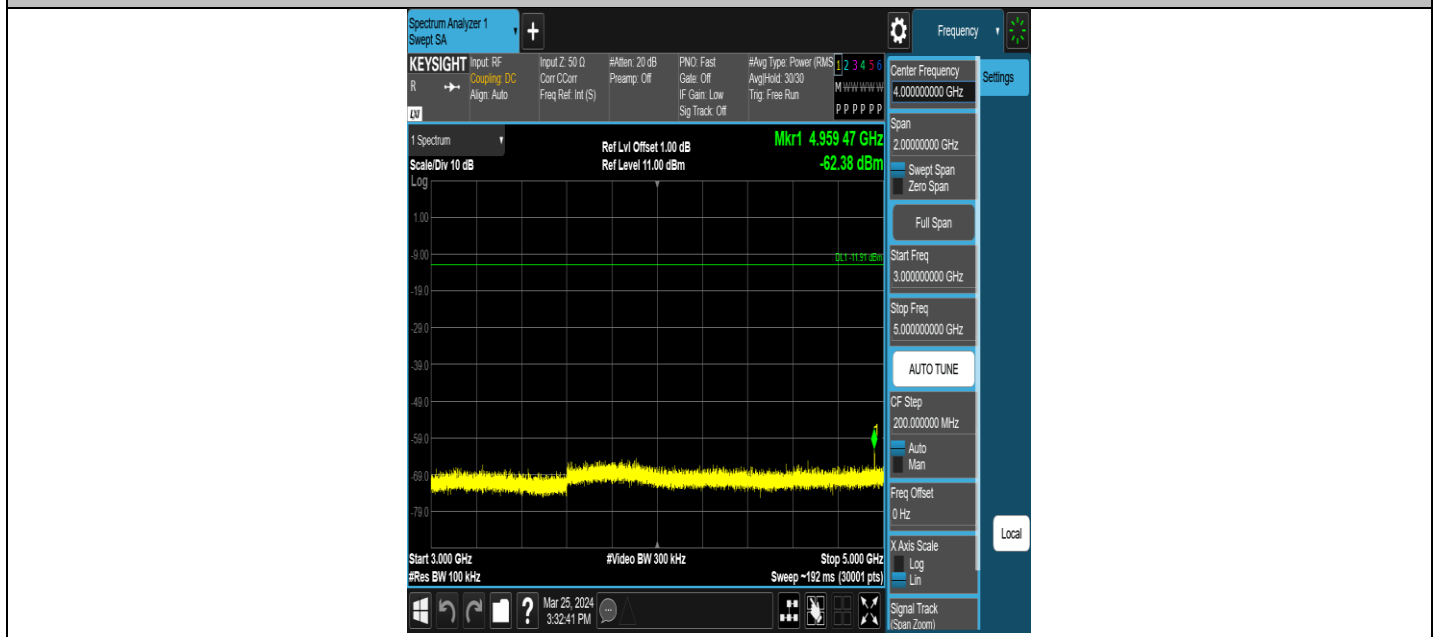 Spectrum Analyzer 1
Swept SA
+
Frequency
KEYSIGHT
R
LXI
Input: RF
Coupling: DC
Align: Auto
Input Z: 50 Ω
Corr CCorr
Freq Ref: Int (S)
#Atten: 20 dB
Preamp: Off
PNO: Fast
Gate: Off
IF Gain: Low
Sig Track: Off
#Avg Type: Power (RMS
Avg|Hold: 30/30
Trig: Free Run
1 2 3 4 5 6
M W W W W W
P P P P P P
1 Spectrum
Scale/Div 10 dB
Log
Ref Lvl Offset 1.00 dB
Ref Level 11.00 dBm
Mkr1 4.959 47 GHz
-62.38 dBm
1.00
-9.00
DL1 -11.91 dBm
-19.0
-29.0
-39.0
-49.0
-59.0
1
-69.0
-79.0
Start 3.000 GHz
#Video BW 300 kHz
Stop 5.000 GHz
#Res BW 100 kHz
Sweep ~192 ms (30001 pts)
?
Mar 25, 2024
3:32:41 PM
Center Frequency
4.000000000 GHz
Settings
Span
2.00000000 GHz
Swept Span
Zero Span
Full Span
Start Freq
3.000000000 GHz
Stop Freq
5.000000000 GHz
AUTO TUNE
CF Step
200.000000 MHz
Auto
Man
Freq Offset
0 Hz
Local
X Axis Scale
Log
Lin
Signal Track
(Span Zoom)